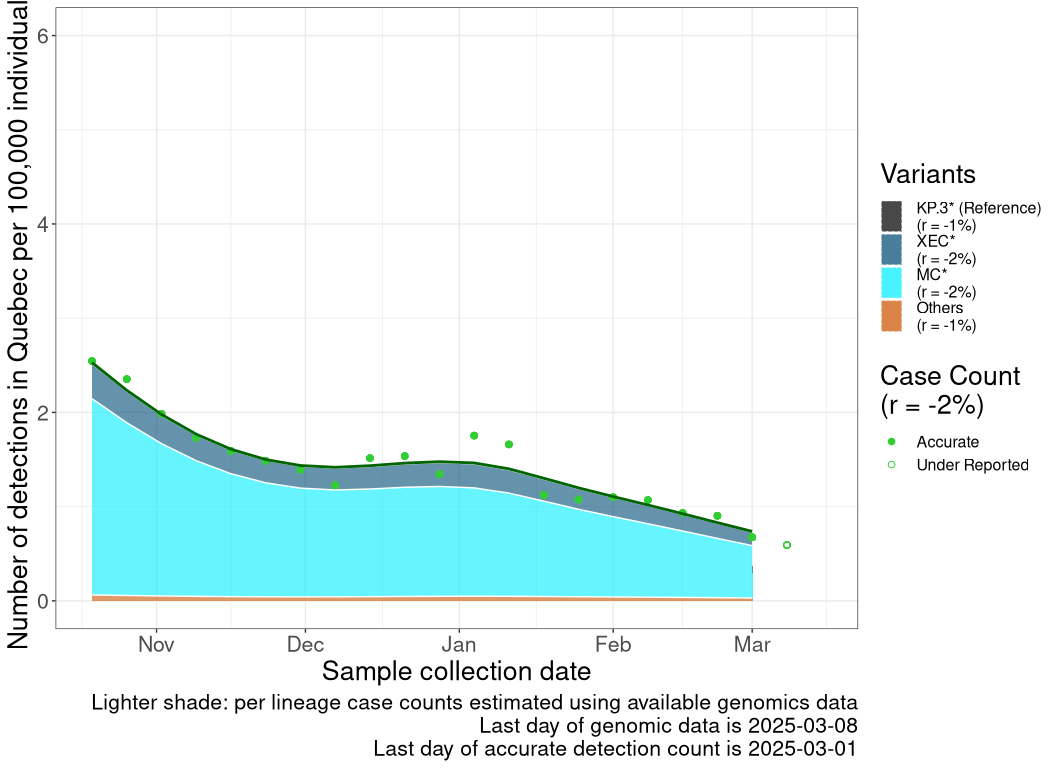 Number of detections in Quebec per 100,000 individual
6
4
2
0
Nov
Dec
Jan
Feb
Mar
Sample collection date
Lighter shade: per lineage case counts estimated using available genomics data
Last day of genomic data is 2025-03-08
Last day of accurate detection count is 2025-03-01
Variants
KP.3* (Reference)
(r = -1%)
XEC*
(r = -2%)
MC*
(r = -2%)
Others
(r = -1%)
Case Count
(r = -2%)
Accurate
Under Reported